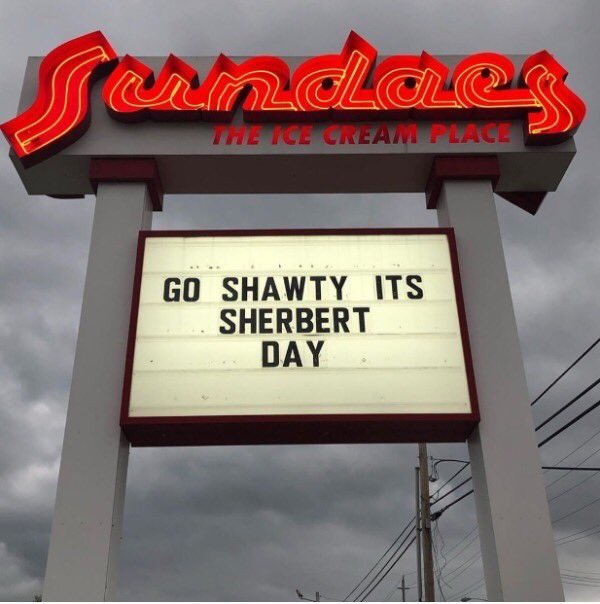 Sundaes
THE ICE CREAM PLACE
GO SHAWTY ITS
SHERBERT
DAY